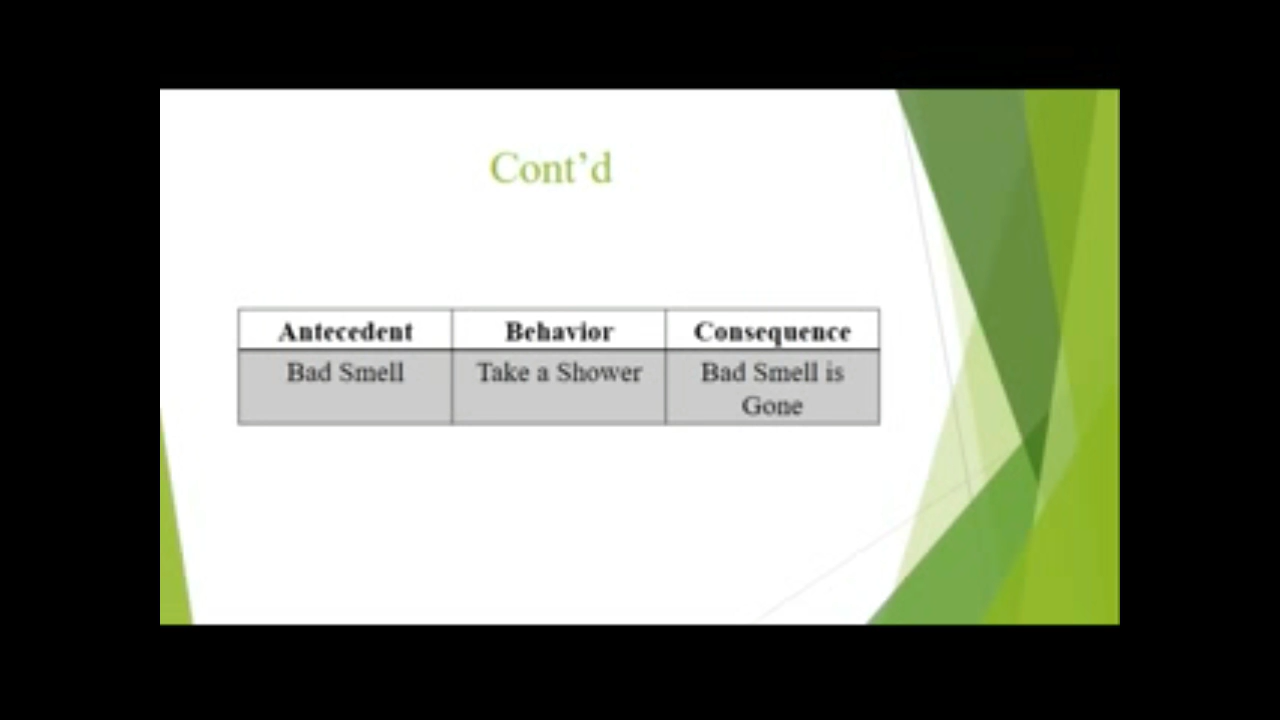 Cont’d
Antecedent Behavior Consequence
Bad Smell Take a Shower Bad Smell is
Gone